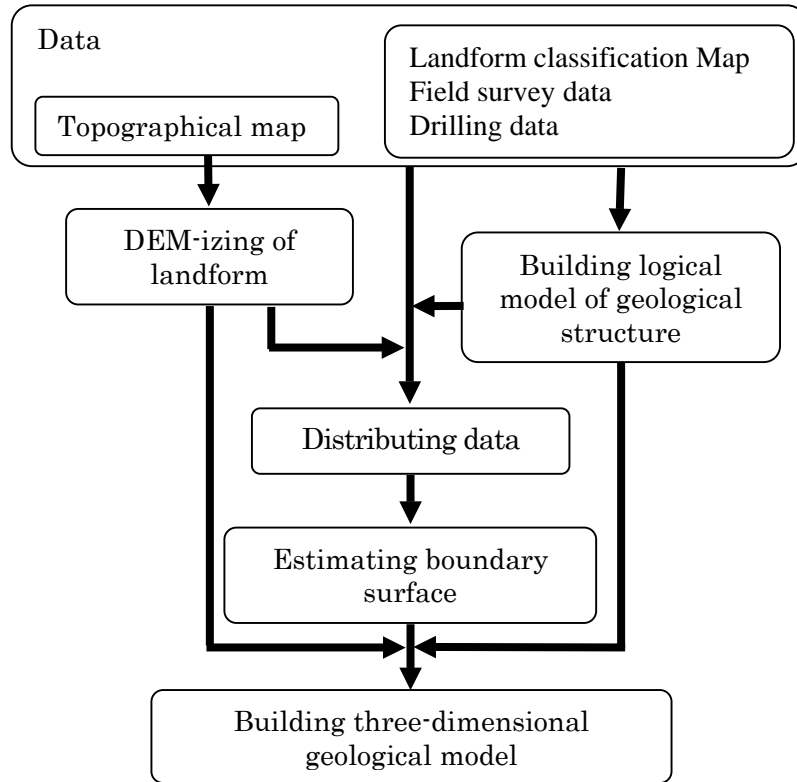 Data
Landform classification Map
Field survey data
Drilling data
Topographical map
DEM-izing of
landform
Building logical
model of geological
structure
Distributing data
Estimating boundary
surface
Building three-dimensional
geological model